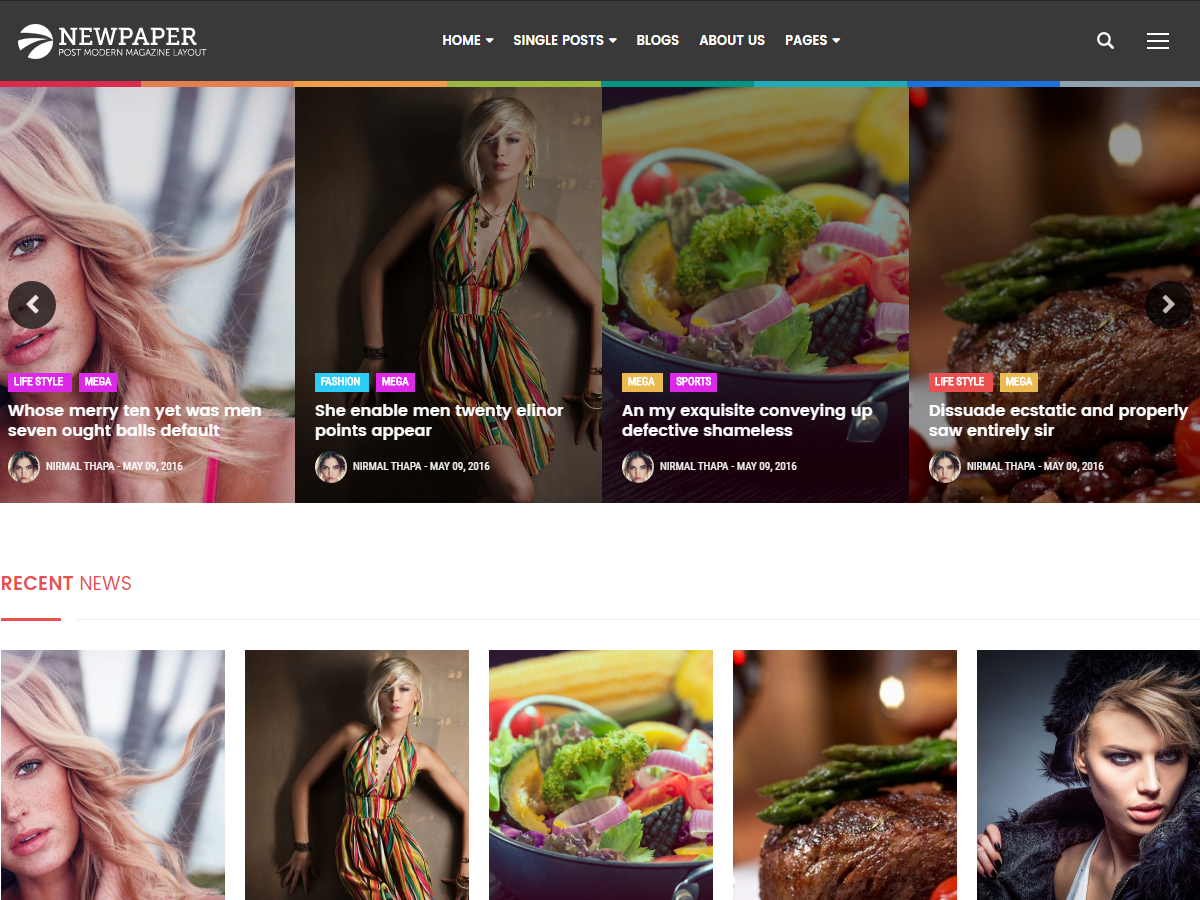 NEWPAPER
POST MODERN MAGAZINE LAYOUT
HOME
SINGLE POSTS
BLOGS
ABOUT US
PAGES
LIFE STYLE
MEGA
Whose merry ten yet was men
seven ought balls default
NIRMAL THAPA - MAY 09, 2016
FASHION
MEGA
She enable men twenty elinor
points appear
NIRMAL THAPA - MAY 09, 2016
MEGA
SPORTS
An my exquisite conveying up
defective shameless
NIRMAL THAPA - MAY 09, 2016
LIFE STYLE
MEGA
Dissuade ecstatic and properly
saw entirely sir
NIRMAL THAPA - MAY 09, 2016
RECENT NEWS